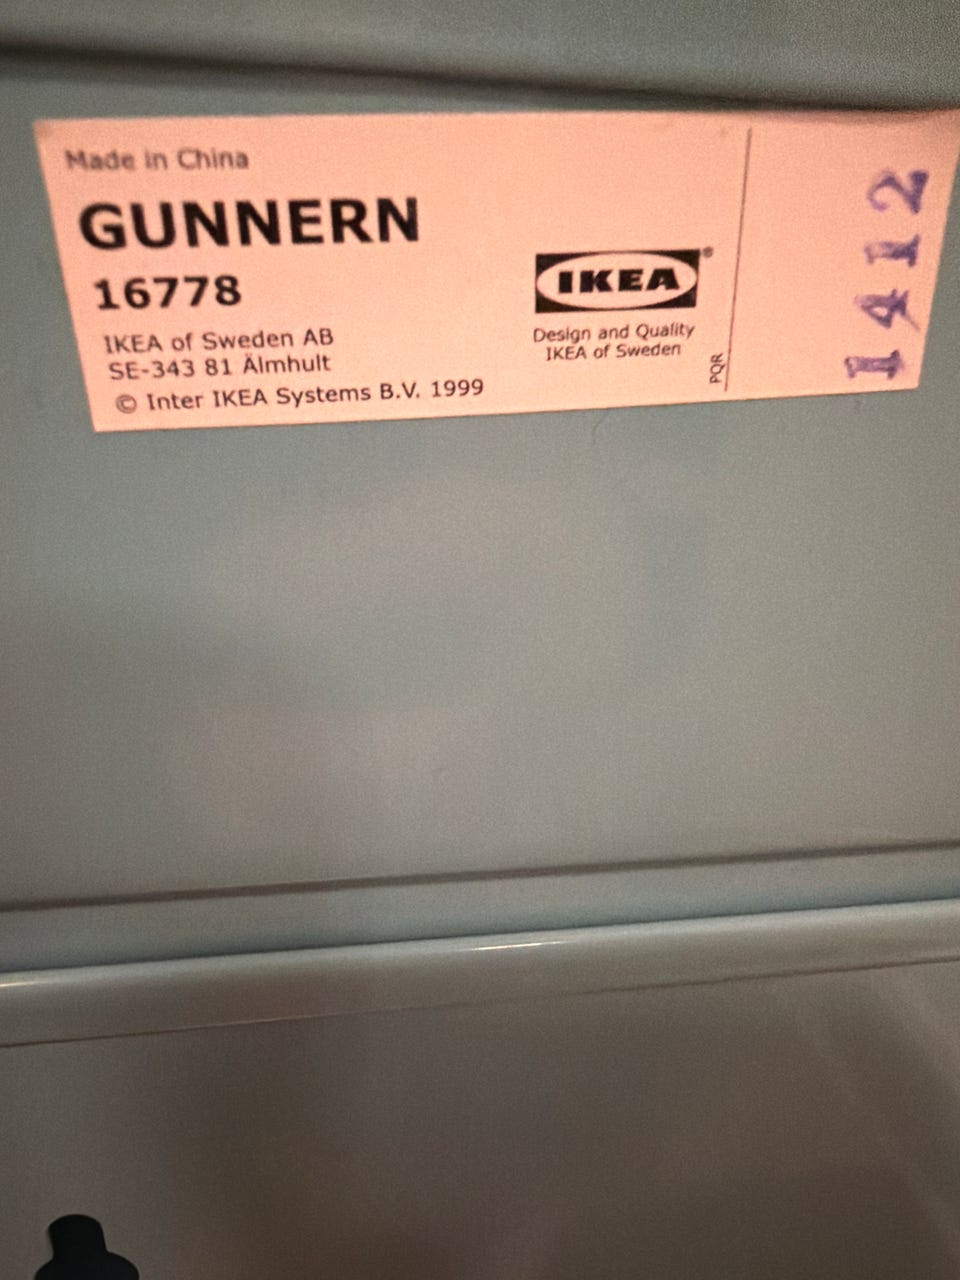 Made in China
GUNNERN
16778
IKEA of Sweden AB
SE-343 81 Älmhult
© Inter IKEA Systems B.V. 1999
IKEA®
Design and Quality
IKEA of Sweden
PQR
1412